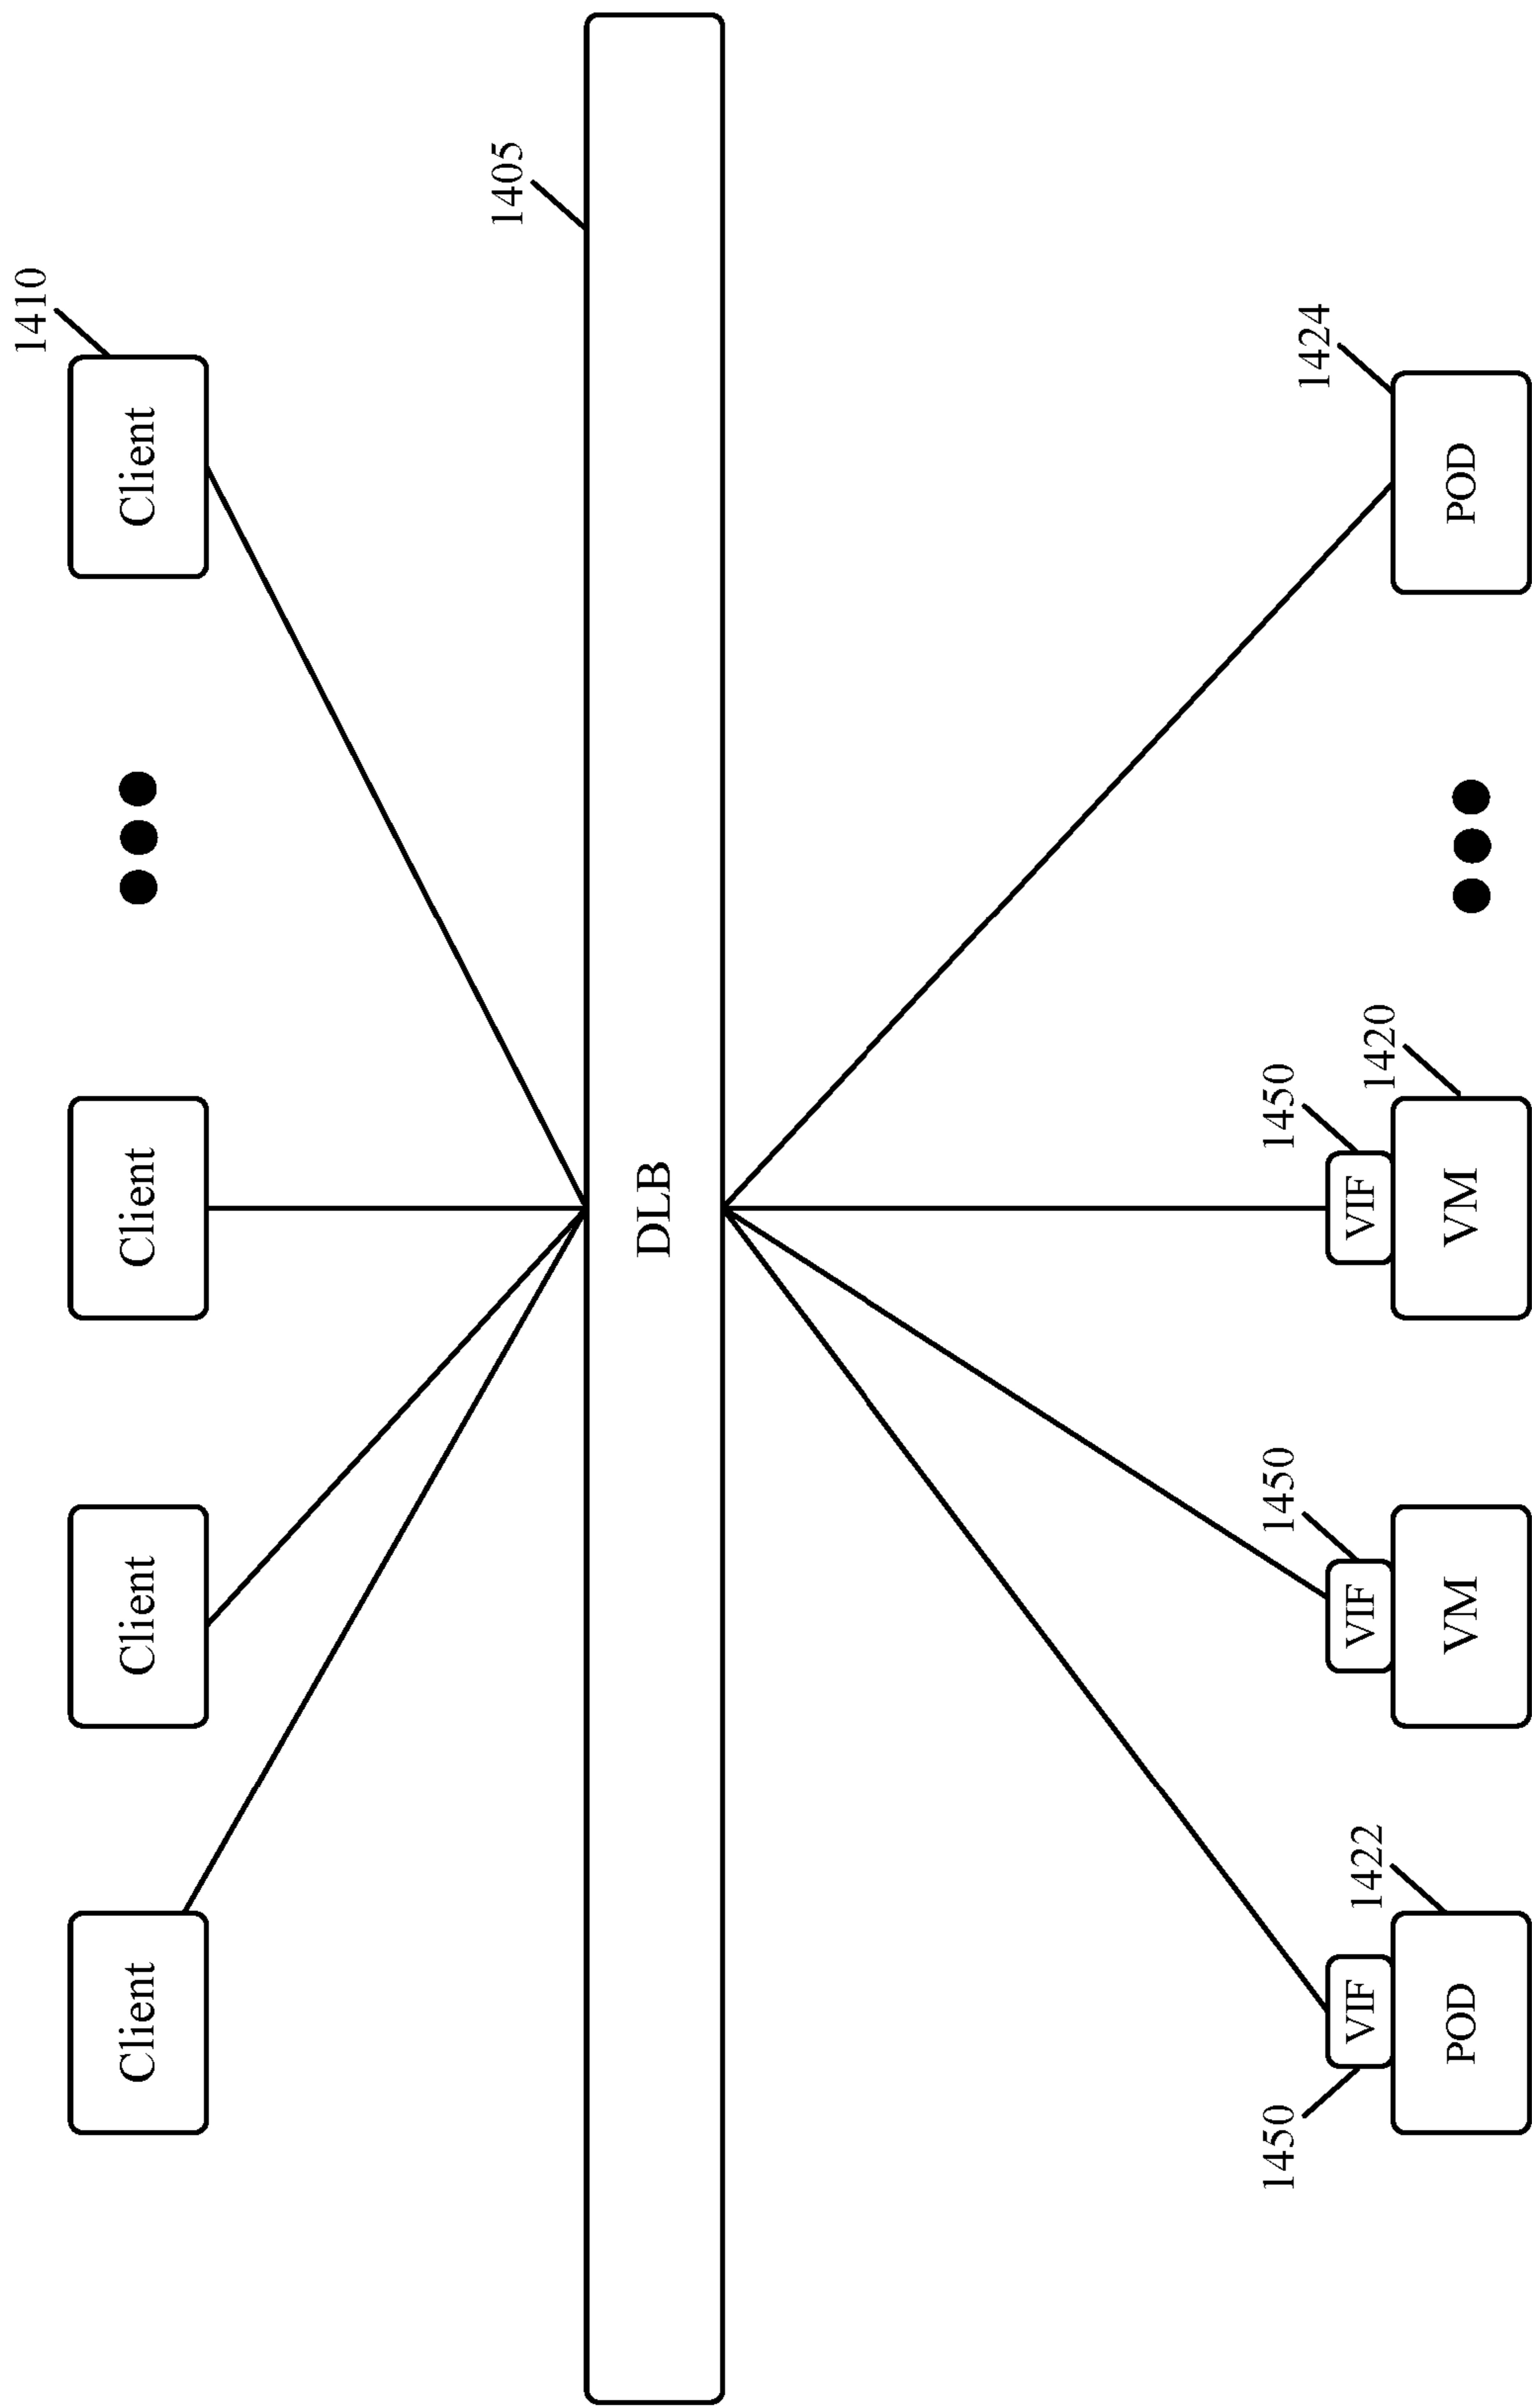 1410
Client
Client
Client
Client
1405
DLB
1424
1450
1420
1450
1422
1450
VIF
VIF
VIF
POD
VM
VM
POD